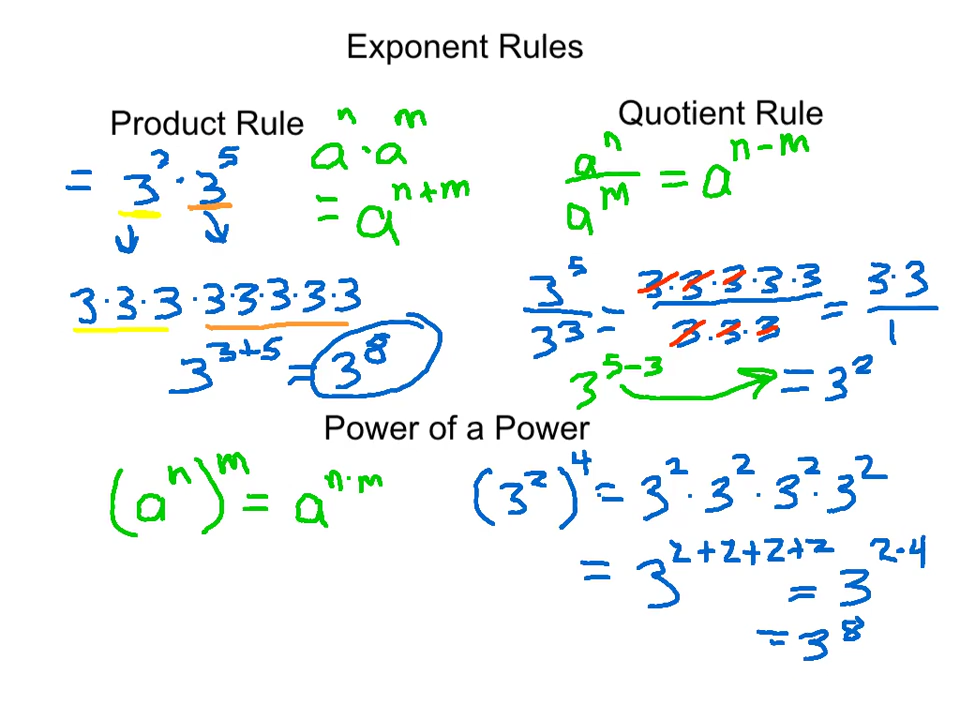 Exponent Rules
Product Rule
aⁿ · aᵐ
= aⁿ⁺ᵐ
= 3³ · 3⁵
3·3·3 · 3·3·3·3·3
3³⁺⁵ = 3⁸
Quotient Rule
aⁿ/aᵐ = aⁿ⁻ᵐ
3⁵/3³ = 3·3·3·3·3/3·3·3 = 3·3/1
3⁵⁻³ = 3²
Power of a Power
(aⁿ)ᵐ = aⁿ·ᵐ
(3²)⁴ = 3² · 3² · 3² · 3²
= 3²⁺²⁺²⁺² = 3²·⁴
= 3⁸